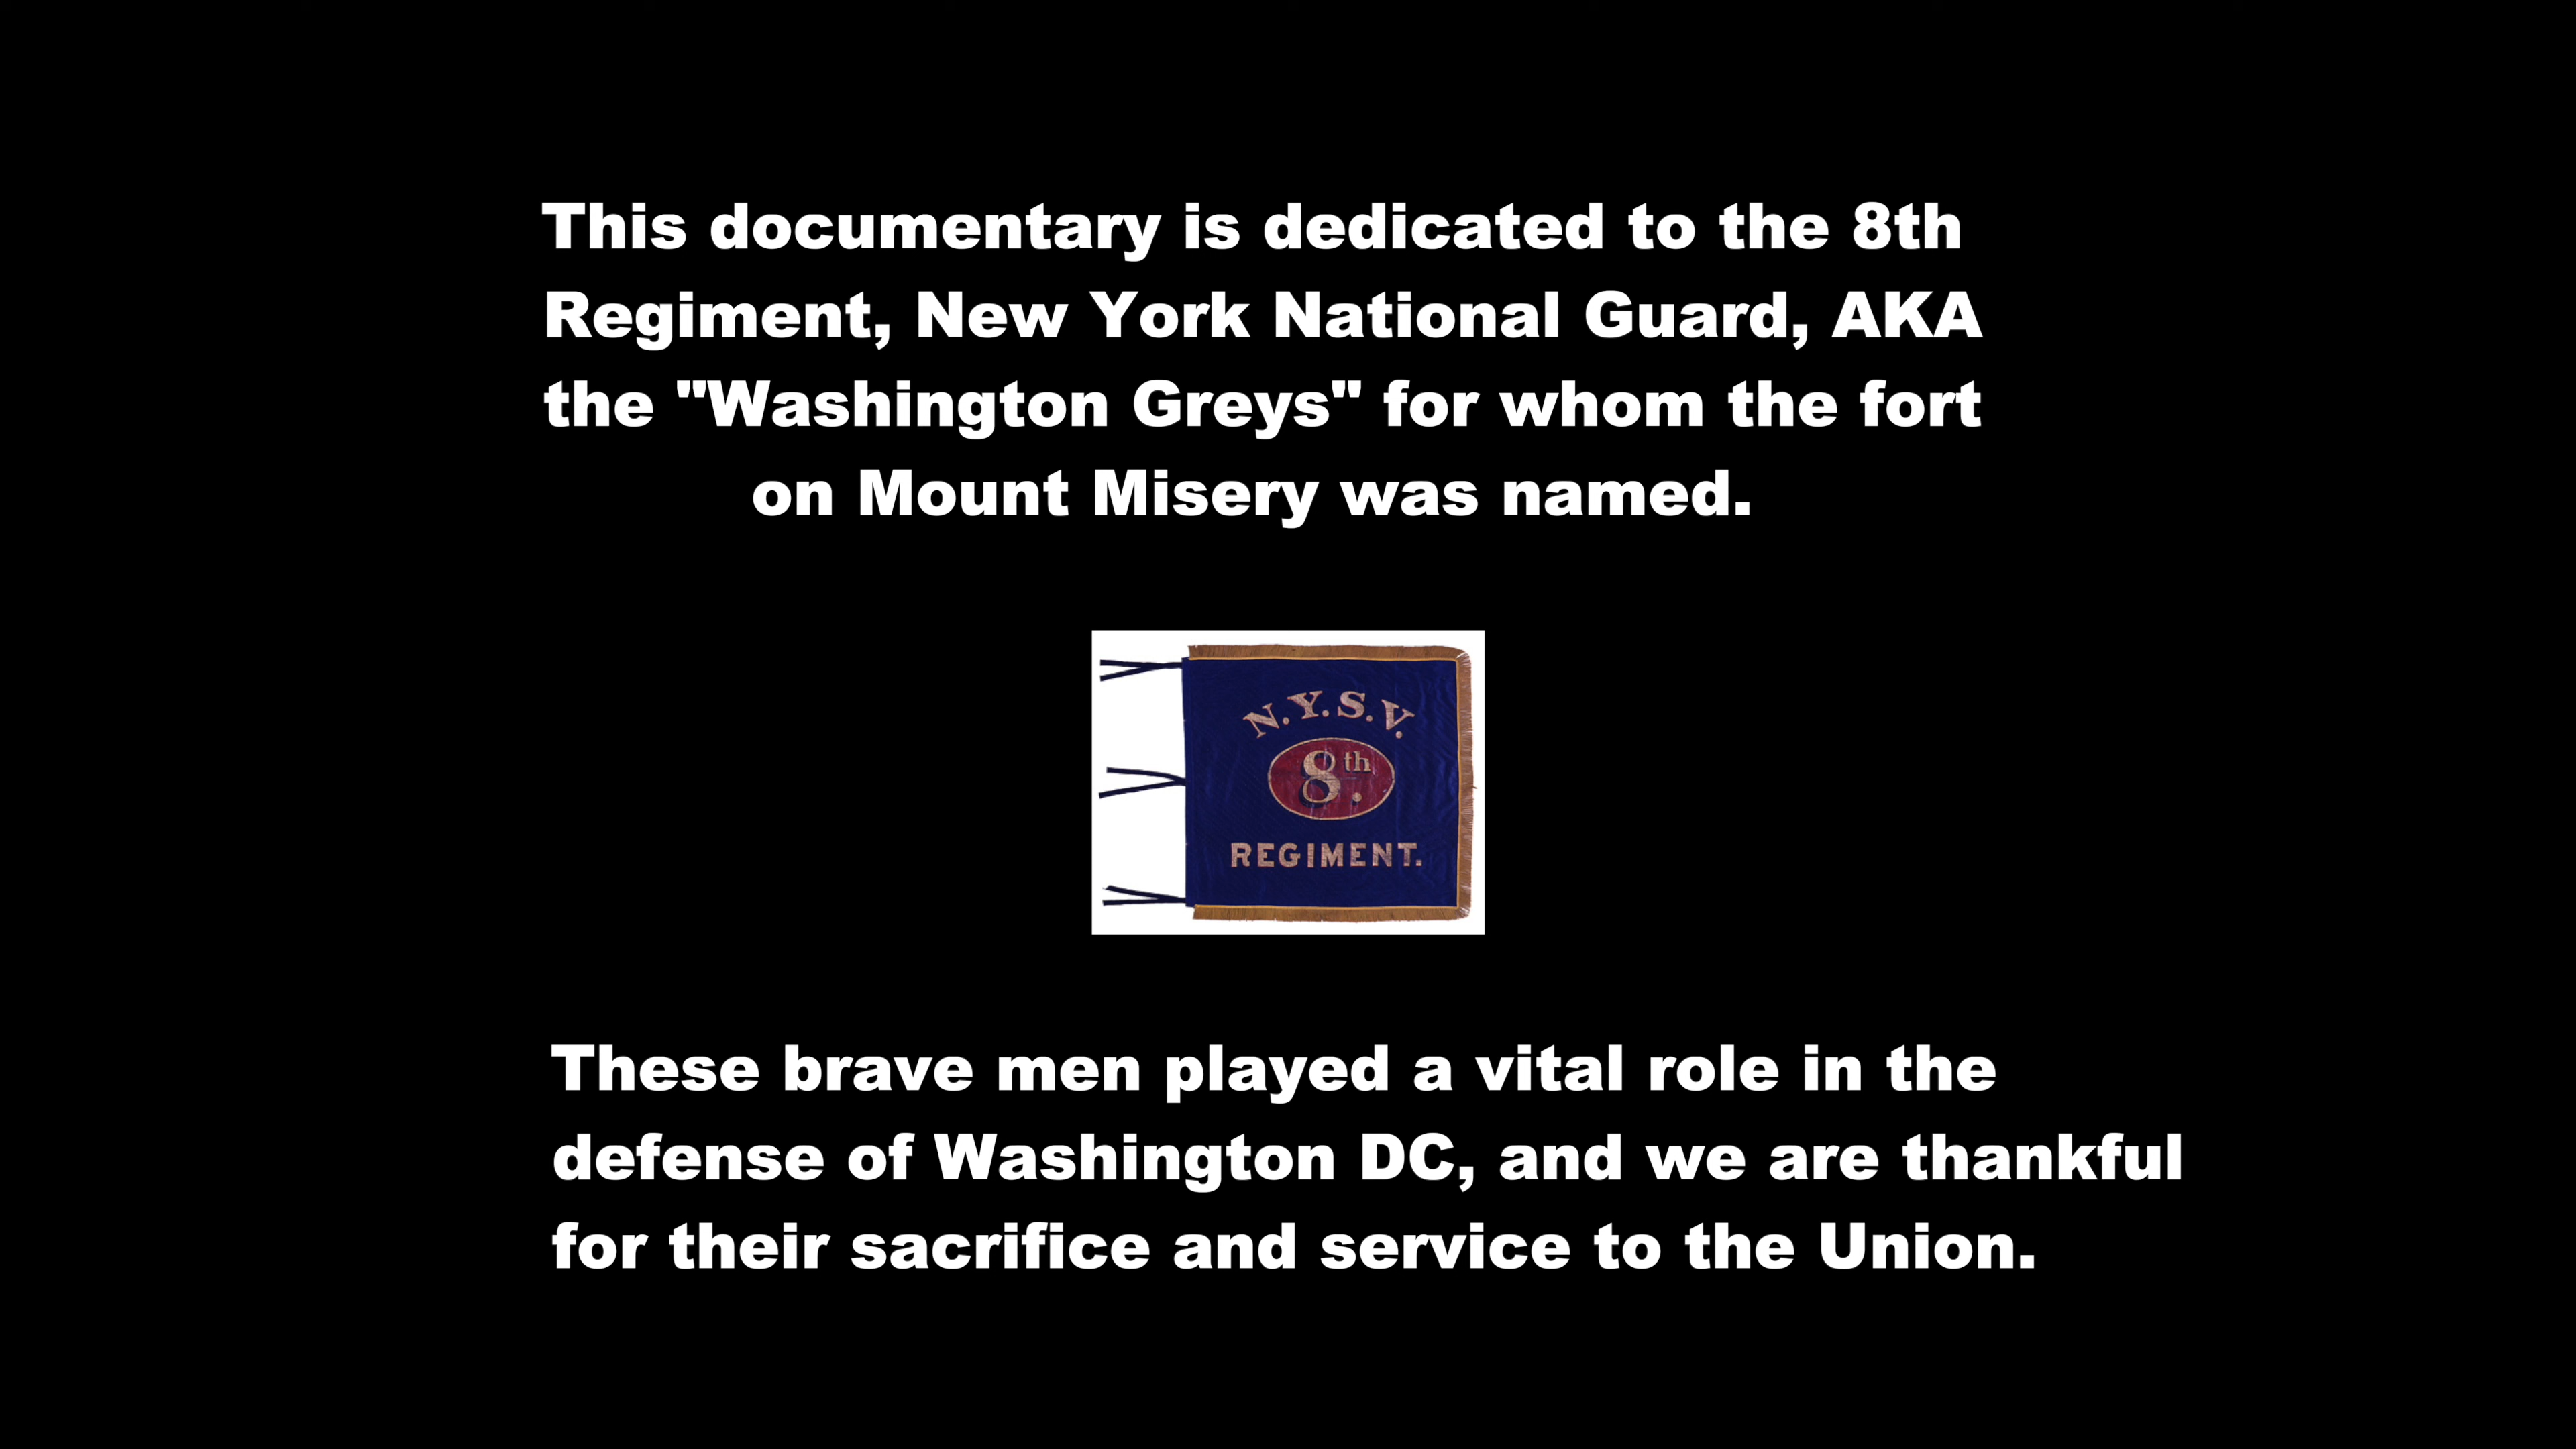 This documentary is dedicated to the 8th
Regiment, New York National Guard, AKA
the "Washington Greys" for whom the fort
on Mount Misery was named.
N.Y.S.V.
8th.
REGIMENT.
These brave men played a vital role in the
defense of Washington DC, and we are thankful
for their sacrifice and service to the Union.